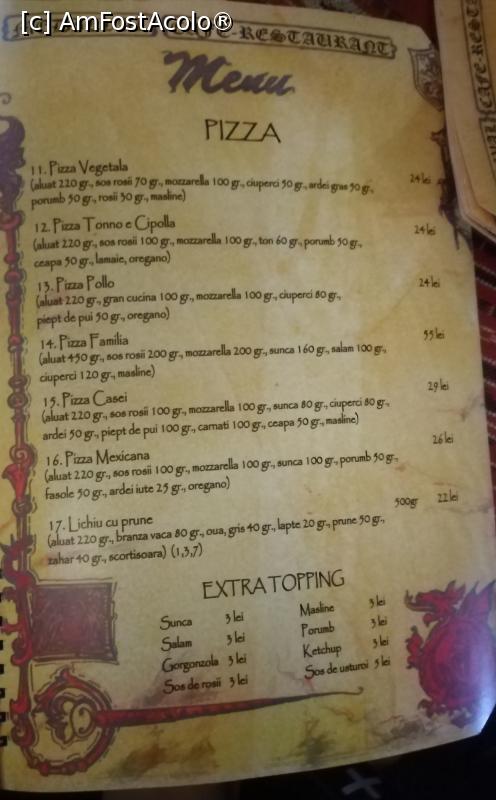 [c] AmFostAcolo®
CAFE-RESTAURANT
Menu
PIZZA
11. Pizza Vegetala 24 lei
(aluat 220 gr., sos rosii 70 gr., mozzarella 100 gr., ciuperci 50 gr., ardei gras 50 gr.,
porumb 50 gr., rosii 30 gr., masline)
12. Pizza Tonno e Cipolla 24 lei
(aluat 220 gr., sos rosii 100 gr., mozzarella 100 gr., ton 60 gr., porumb 50 gr.,
ceapa 50 gr., lamaie, oregano)
13. Pizza Pollo 24 lei
(aluat 220 gr., gran cucina 100 gr., mozzarella 100 gr., ciuperci 80 gr.,
piept de pui 50 gr., oregano)
14. Pizza Familia 55 lei
(aluat 450 gr., sos rosii 200 gr., mozzarella 200 gr., sunca 160 gr., salam 100 gr.,
ciuperci 120 gr., masline)
15. Pizza Casei 29 lei
(aluat 220 gr., sos rosii 100 gr., mozzarella 100 gr., sunca 80 gr., ciuperci 80 gr.,
ardei 50 gr., piept de pui 100 gr., carnati 100 gr., ceapa 50 gr., masline)
16. Pizza Mexicana 26 lei
(aluat 220 gr., sos rosii 100 gr., mozzarella 100 gr., sunca 100 gr., porumb 50 gr.,
fasole 50 gr., ardei iute 25 gr., oregano)
17. Lichiu cu prune 500gr 22 lei
(aluat 220 gr., branza vaca 80 gr., oua, gris 40 gr., lapte 20 gr., prune 50 gr.,
zahar 40 gr., scortisoara) (1,3,7)
EXTRA TOPPING
Sunca 3 lei
Salam 3 lei
Gorgonzola 3 lei
Sos de rosii 3 lei
Masline 3 lei
Porumb 3 lei
Ketchup 3 lei
Sos de usturoi 3 lei
CAFE-RESTA